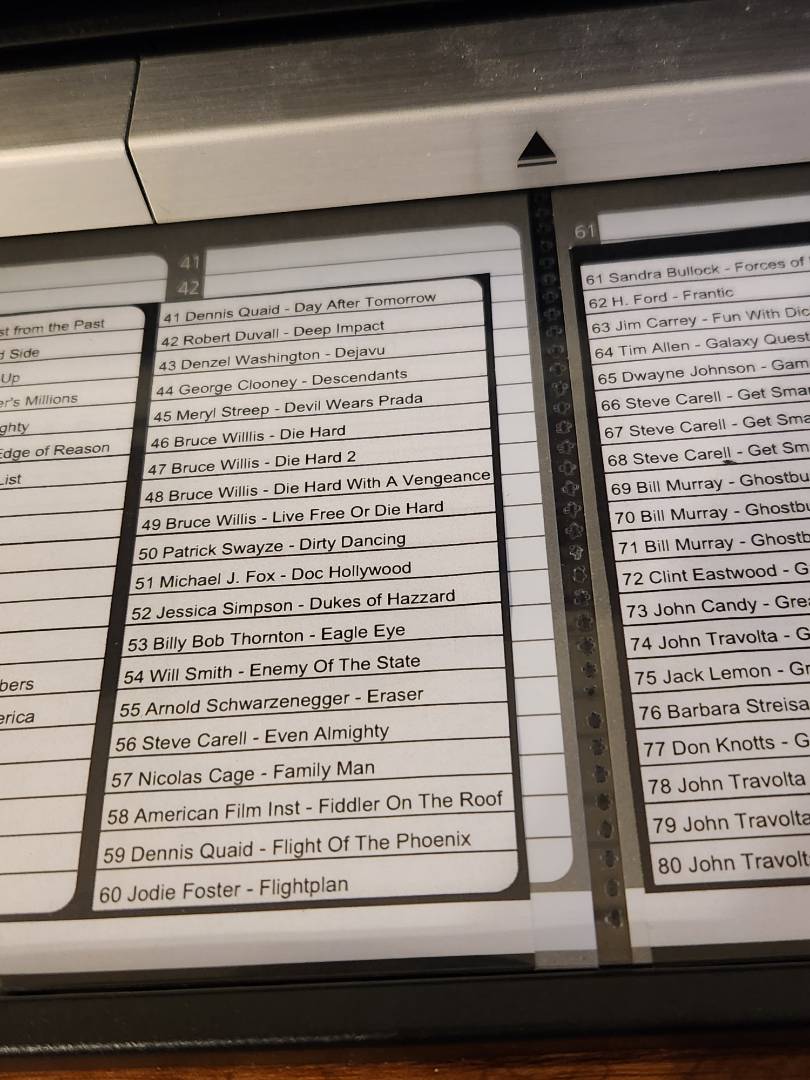 st from the Past
d Side
Up
er's Millions
ghty
Edge of Reason
List
bers
erica
41
42
41 Dennis Quaid - Day After Tomorrow
42 Robert Duvall - Deep Impact
43 Denzel Washington - Dejavu
44 George Clooney - Descendants
45 Meryl Streep - Devil Wears Prada
46 Bruce Willlis - Die Hard
47 Bruce Willis - Die Hard 2
48 Bruce Willis - Die Hard With A Vengeance
49 Bruce Willis - Live Free Or Die Hard
50 Patrick Swayze - Dirty Dancing
51 Michael J. Fox - Doc Hollywood
52 Jessica Simpson - Dukes of Hazzard
53 Billy Bob Thornton - Eagle Eye
54 Will Smith - Enemy Of The State
55 Arnold Schwarzenegger - Eraser
56 Steve Carell - Even Almighty
57 Nicolas Cage - Family Man
58 American Film Inst - Fiddler On The Roof
59 Dennis Quaid - Flight Of The Phoenix
60 Jodie Foster - Flightplan
61
61 Sandra Bullock - Forces of
62 H. Ford - Frantic
63 Jim Carrey - Fun With Dic
64 Tim Allen - Galaxy Quest
65 Dwayne Johnson - Gam
66 Steve Carell - Get Smar
67 Steve Carell - Get Sma
68 Steve Carell - Get Sm
69 Bill Murray - Ghostbu
70 Bill Murray - Ghostbu
71 Bill Murray - Ghostb
72 Clint Eastwood - G
73 John Candy - Grea
74 John Travolta - G
75 Jack Lemon - Gr
76 Barbara Streisa
77 Don Knotts - G
78 John Travolta
79 John Travolta
80 John Travolt